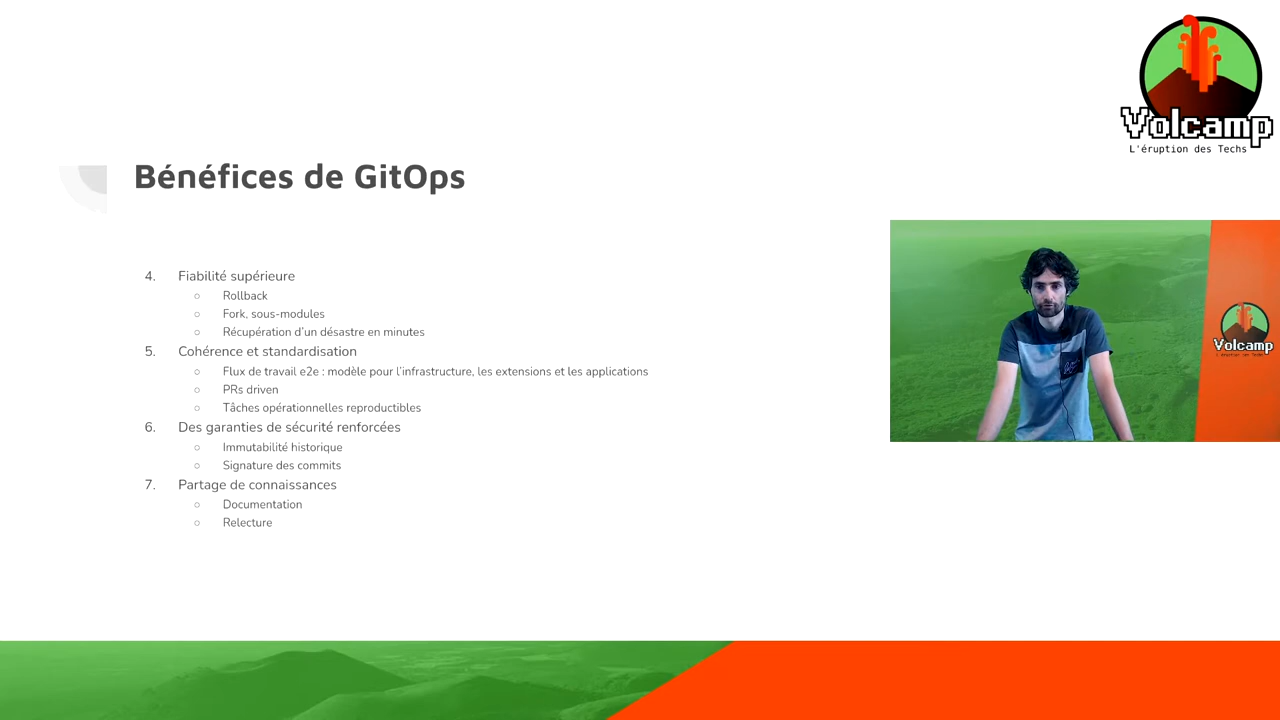 Volcamp
L'éruption des Techs
Bénéfices de GitOps
4. Fiabilité supérieure
○ Rollback
○ Fork, sous-modules
○ Récupération d'un désastre en minutes
5. Cohérence et standardisation
○ Flux de travail e2e : modèle pour l'infrastructure, les extensions et les applications
○ PRs driven
○ Tâches opérationnelles reproductibles
6. Des garanties de sécurité renforcées
○ Immutabilité historique
○ Signature des commits
7. Partage de connaissances
○ Documentation
○ Relecture
Volcamp